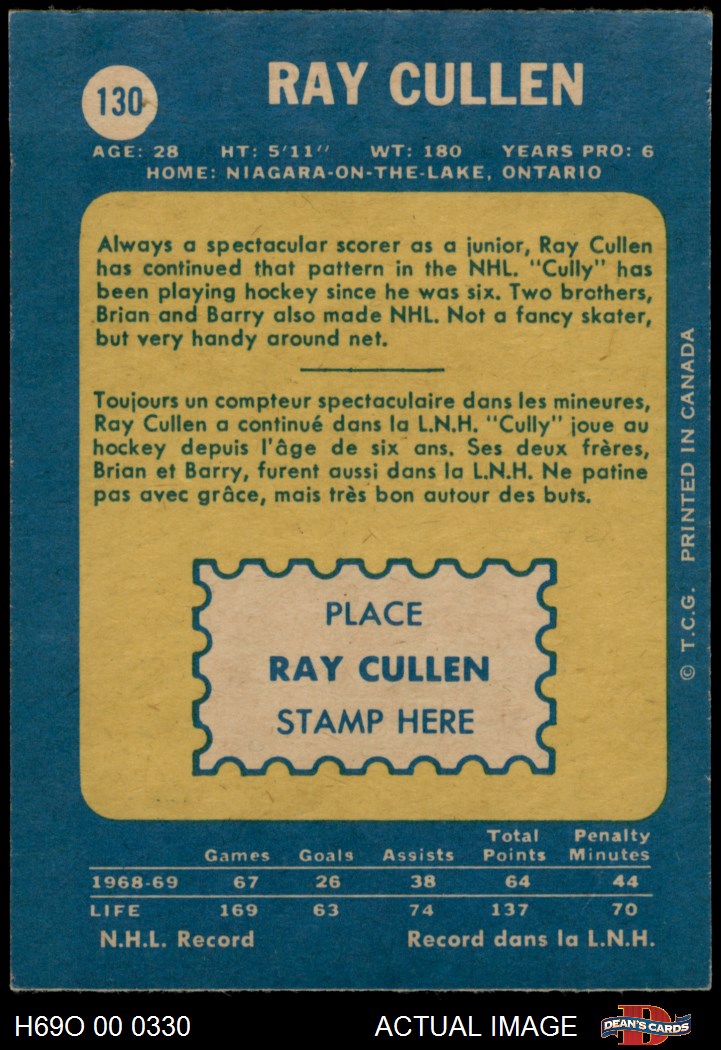 130
RAY CULLEN
AGE: 28 HT: 5'11" WT: 180 YEARS PRO: 6
HOME: NIAGARA-ON-THE-LAKE, ONTARIO
Always a spectacular scorer as a junior, Ray Cullen
has continued that pattern in the NHL. "Cully" has
been playing hockey since he was six. Two brothers,
Brian and Barry also made NHL. Not a fancy skater,
but very handy around net.
Toujours un compteur spectaculaire dans les mineures,
Ray Cullen a continué dans la L.N.H. "Cully" joue au
hockey depuis l'âge de six ans. Ses deux frères,
Brian et Barry, furent aussi dans la L.N.H. Ne patine
pas avec grâce, mais très bon autour des buts.
PLACE
RAY CULLEN
STAMP HERE
© T.C.G. PRINTED IN CANADA
Total Penalty
Games Goals Assists Points Minutes
1968-69 67 26 38 64 44
LIFE 169 63 74 137 70
N.H.L. Record Record dans la L.N.H.
H69O 00 0330 ACTUAL IMAGE DEAN'S CARDS